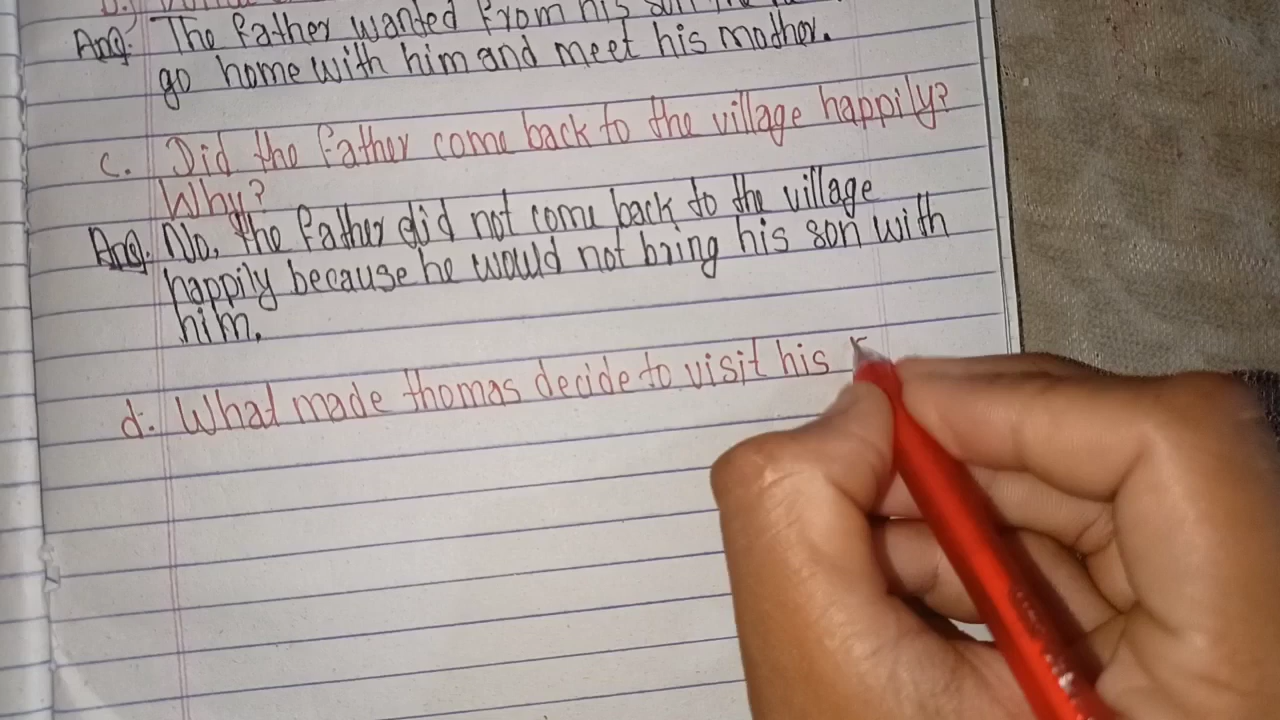 Ans. The Father wanted From his son
go home with him and meet his mother.
c. Did the Father come back to the village happily?
Why?
Ans. No, the Father did not come back to the village
happily because he would not bring his son with
him.
d. What made thomas decide to visit his